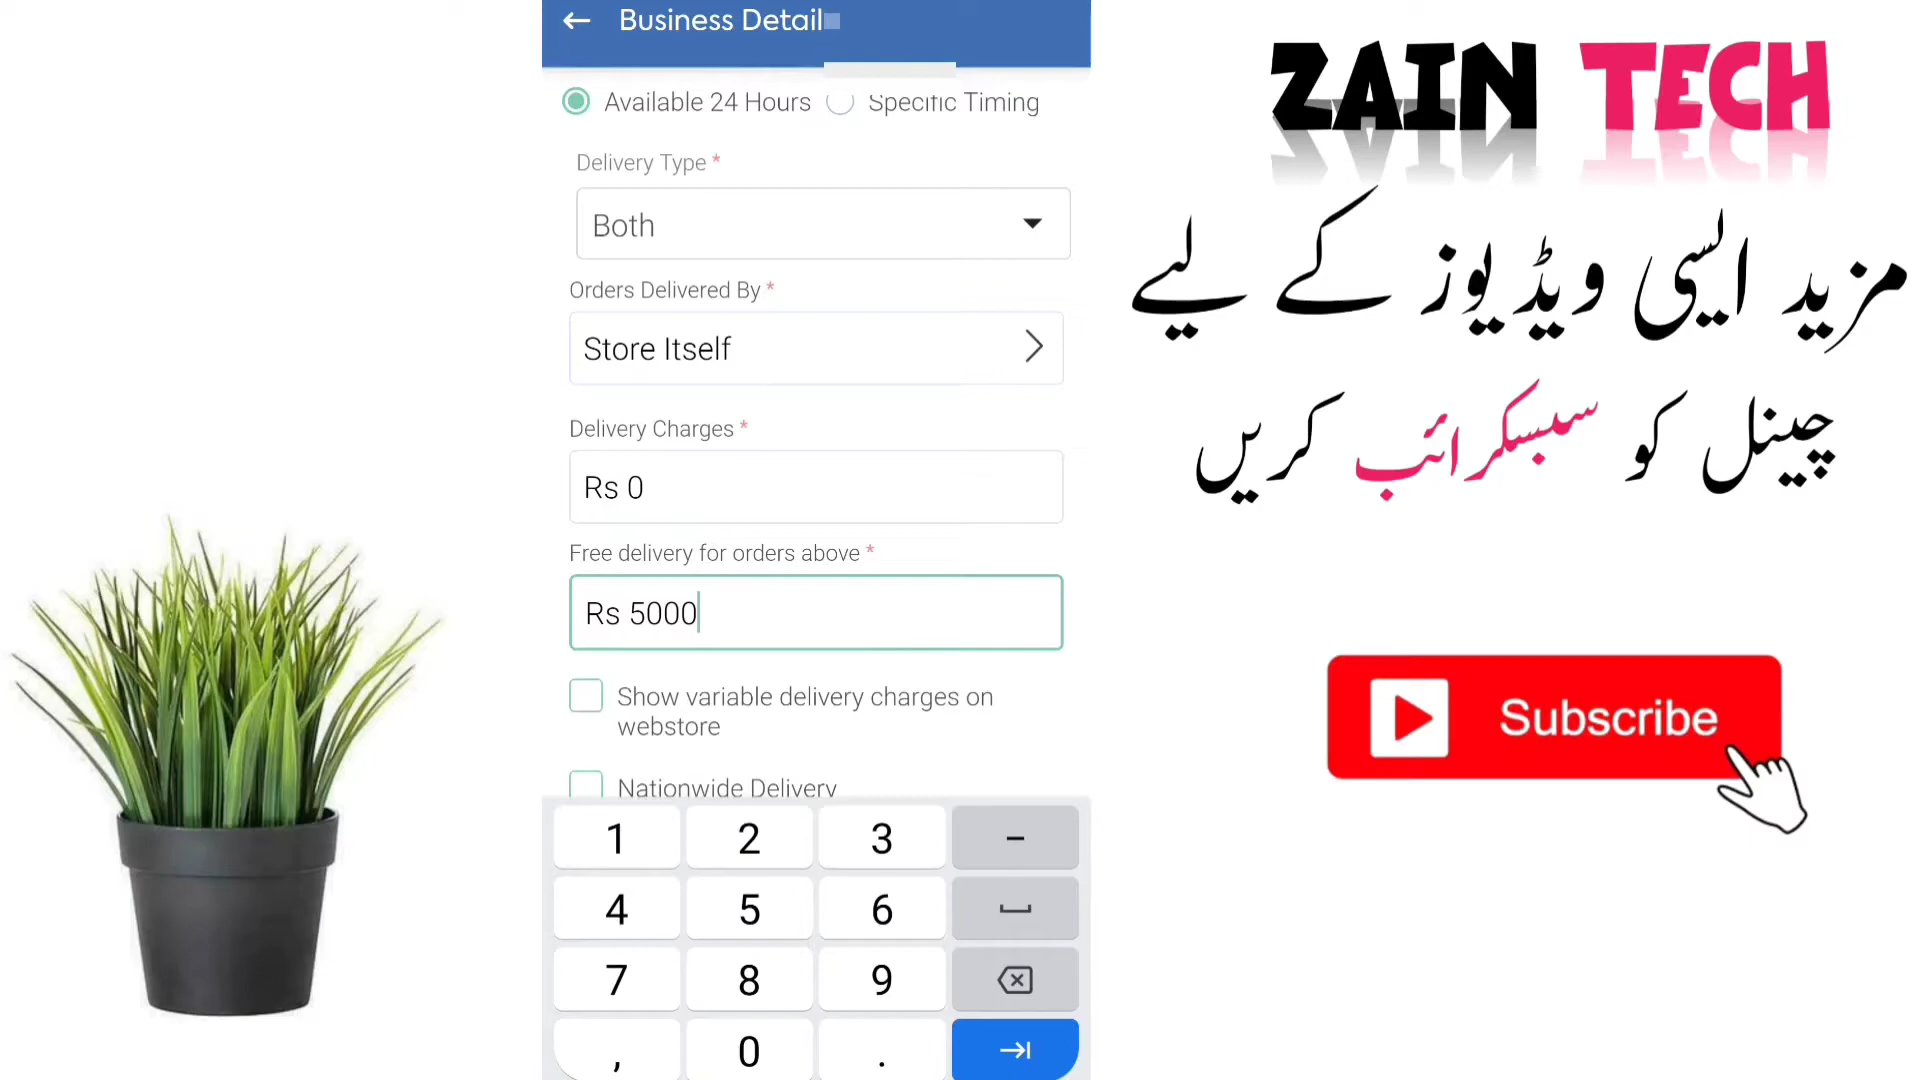 Business Detail
Available 24 Hours
Specific Timing
Delivery Type *
Both
Orders Delivered By *
Store Itself
Delivery Charges *
Rs 0
Free delivery for orders above *
Rs 5000
Show variable delivery charges on
webstore
Nationwide Delivery
1 2 3 -
4 5 6
7 8 9
, 0 .
ZAIN TECH
مزید ایسی ویڈیوز کے لیے
چینل کو سبسکرائب کریں
Subscribe